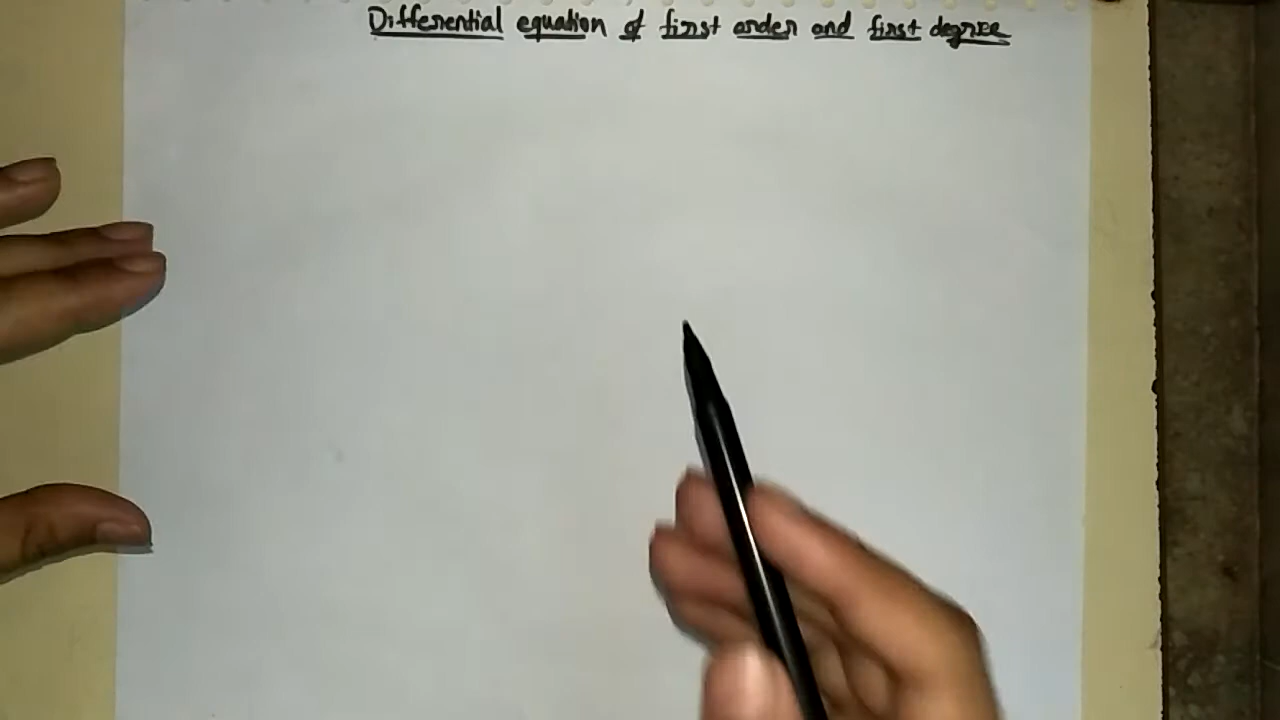 Differential equation of first order and first degree